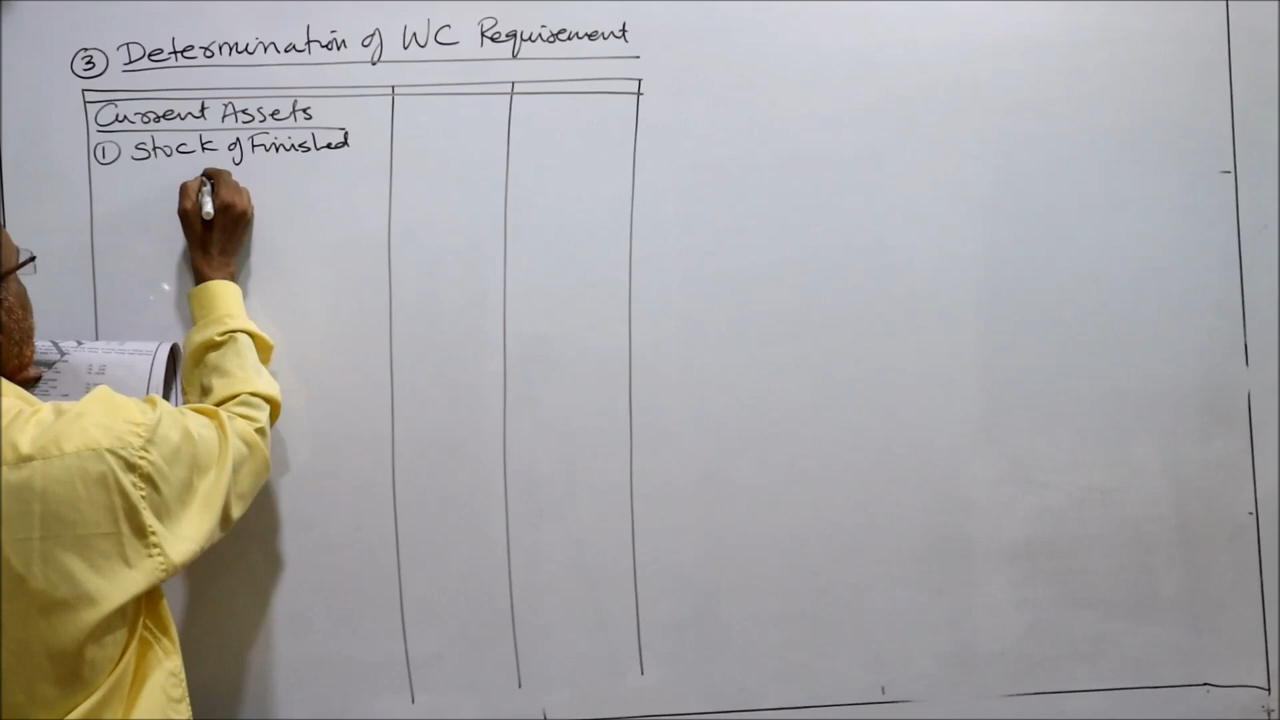 ③ Determination of WC Requirement
Current Assets
① Stock of Finished